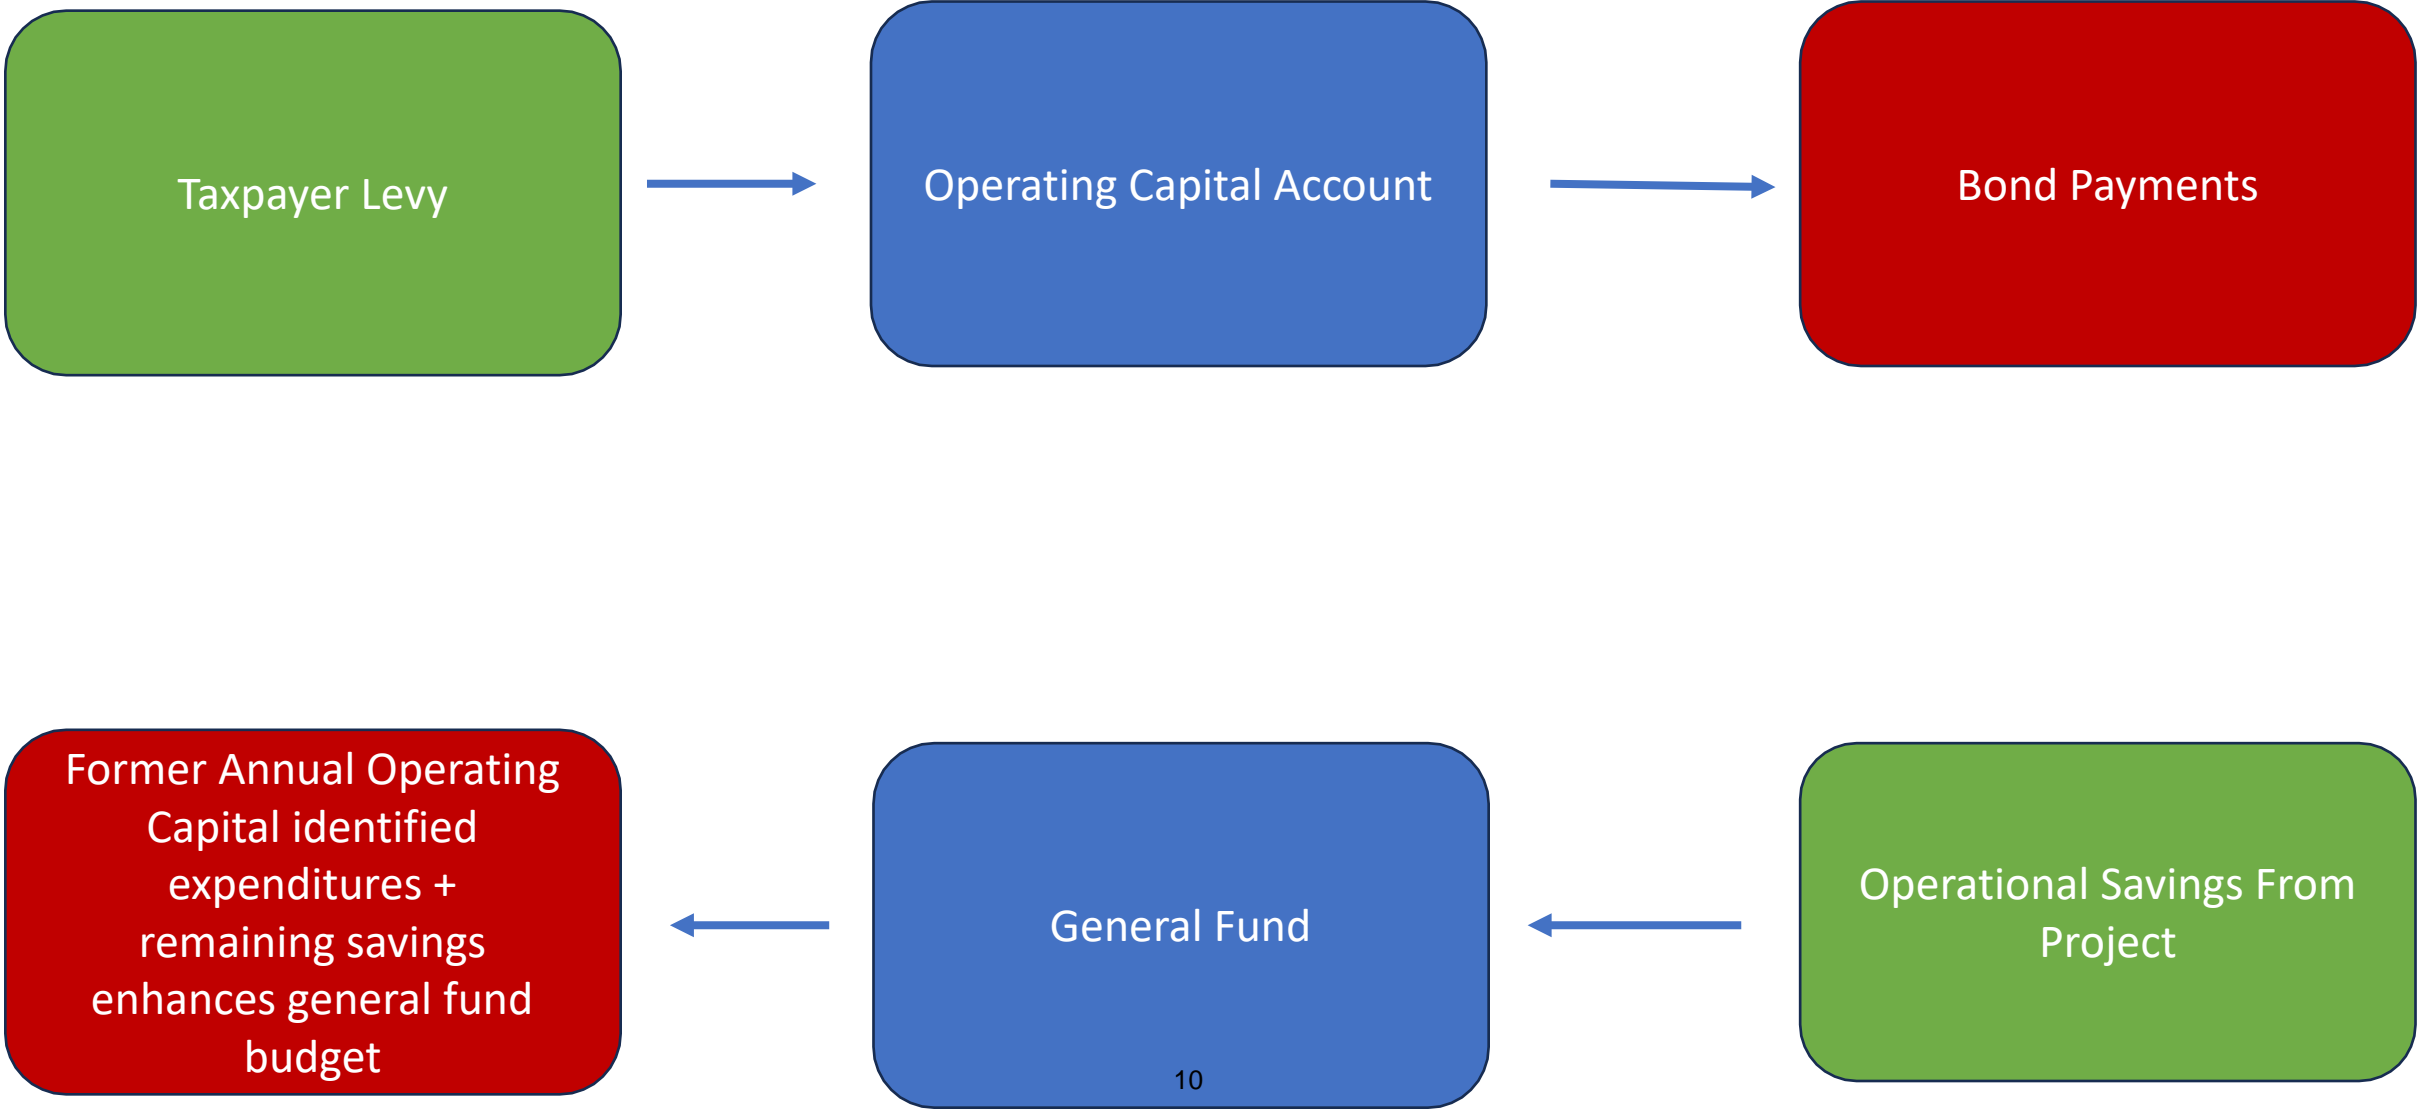 Taxpayer Levy
Operating Capital Account
Bond Payments
Former Annual Operating
Capital identified
expenditures +
remaining savings
enhances general fund
budget
General Fund
Operational Savings From
Project
10